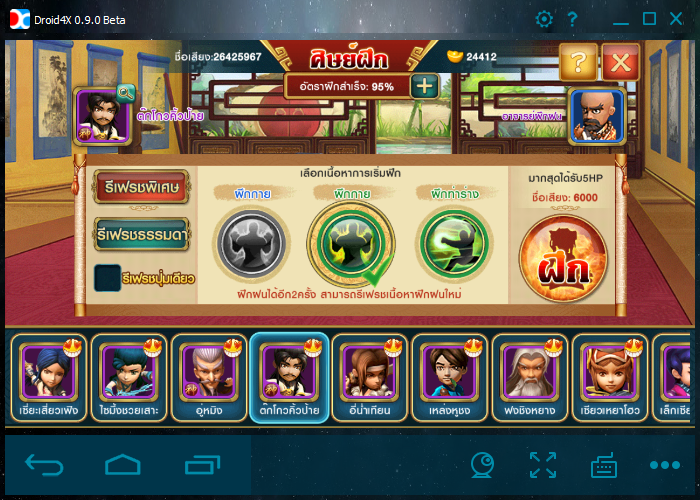 Droid4X 0.9.0 Beta
ชื่อเสียง:26425967
ศิษย์ฝึก
24412
อัตราฝึกสำเร็จ: 95%
ตั๊กโกวคิ้วป้าย
อาจารย์ฝึกฝน
เลือกเนื้อหาการเริ่มฝึก
มากสุดได้รับ5HP
รีเฟรชพิเศษ
ฝึกกาย
ฝึกกาย
ฝึกท่าร่าง
ชื่อเสียง: 6000
รีเฟรชธรรมดา
ฝึก
รีเฟรชปุ่มเดียว
ฝึกฝนได้อีก2ครั้ง สามารถรีเฟรชเนื้อหาฝึกฝนใหม่
เซี่ยะเสี่ยวเฟิง
ไซมิ้งชวยเสาะ
อุ่หมิง
ตั๊กโกวคิ้วป้าย
อี่น่ำเทียน
เหล่งหูชง
ฟงชิงหยาง
เซียวเหยาโฮว
เล็กเซี